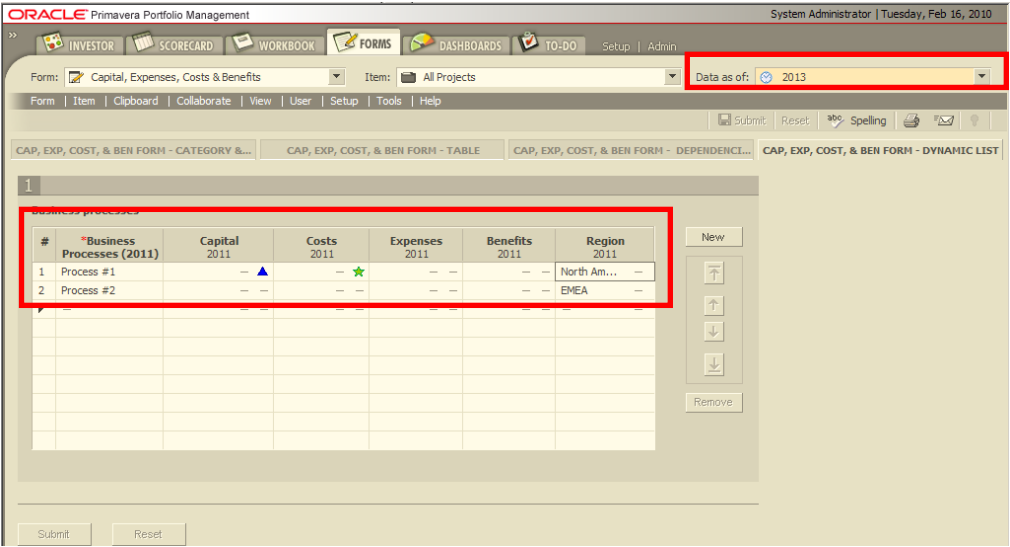 ORACLE Primavera Portfolio Management System Administrator | Tuesday, Feb 16, 2010
» INVESTOR SCORECARD WORKBOOK FORMS DASHBOARDS TO-DO Setup | Admin
Form: Capital, Expenses, Costs & Benefits Item: All Projects Data as of: 2013
Form | Item | Clipboard | Collaborate | View | User | Setup | Tools | Help
Submit Reset abc Spelling
CAP, EXP, COST, & BEN FORM - CATEGORY &... CAP, EXP, COST, & BEN FORM - TABLE CAP, EXP, COST, & BEN FORM - DEPENDENCI... CAP, EXP, COST, & BEN FORM - DYNAMIC LIST
1
Business processes
# *Business Processes (2011) Capital 2011 Costs 2011 Expenses 2011 Benefits 2011 Region 2011 New
1 Process #1 -- -- -- -- -- -- North Am... --
2 Process #2 -- -- -- -- -- -- -- -- EMEA --
-- -- -- -- -- -- -- -- -- -- --
Remove
Submit Reset